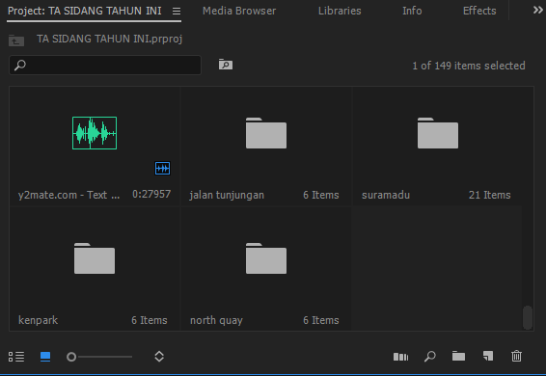 Project: TA SIDANG TAHUN INI Media Browser Libraries Info Effects
TA SIDANG TAHUN INI.prproj
1 of 149 items selected
y2mate.com - Text ... 0:27957 jalan tunjungan 6 Items suramadu 21 Items
kenpark 6 Items north quay 6 Items